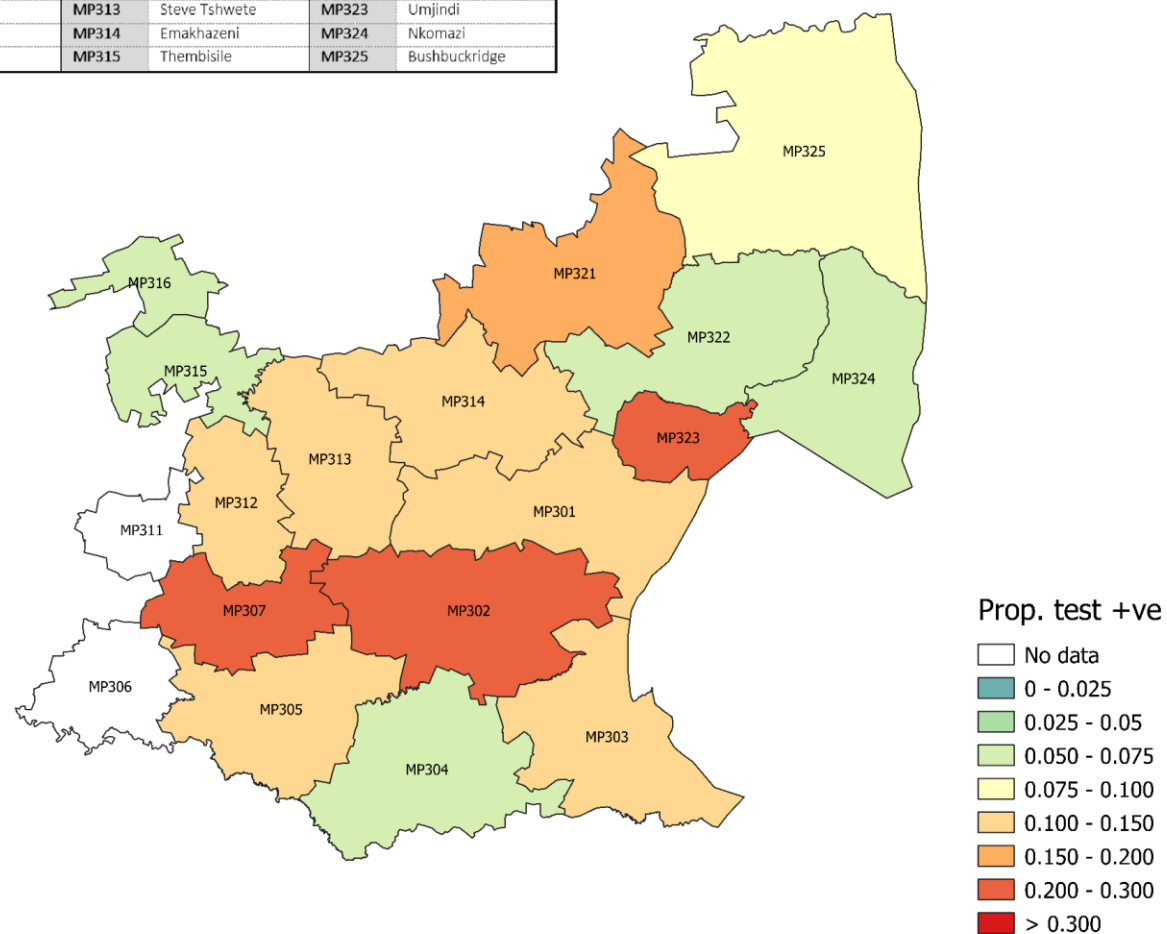 MP313 Steve Tshwete MP323 Umjindi
MP314 Emakhazeni MP324 Nkomazi
MP315 Thembisile MP325 Bushbuckridge
MP325
MP321
MP316
MP322
MP315
MP324
MP314
MP323
MP313
MP312
MP301
MP311
MP307
MP302
MP306
MP305
MP303
MP304
Prop. test +ve
No data
0 - 0.025
0.025 - 0.05
0.050 - 0.075
0.075 - 0.100
0.100 - 0.150
0.150 - 0.200
0.200 - 0.300
> 0.300